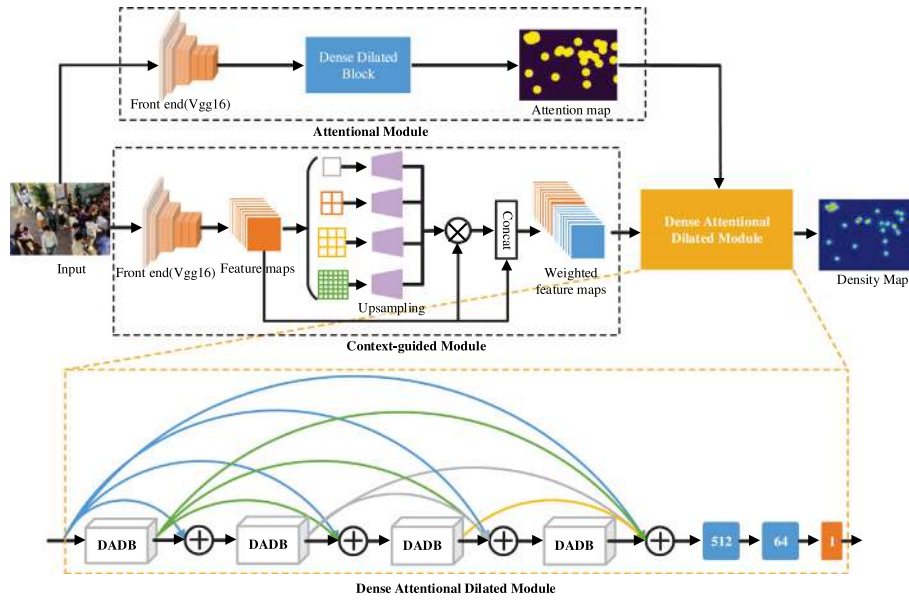 Front end(Vgg16)
Dense Dilated
Block
Attention map
Attentional Module
Input
Front end(Vgg16)
Feature maps
Upsampling
Concat
Weighted
feature maps
Context-guided Module
Dense Attentional
Dilated Module
Density Map
DADB
DADB
DADB
DADB
512
64
1
Dense Attentional Dilated Module